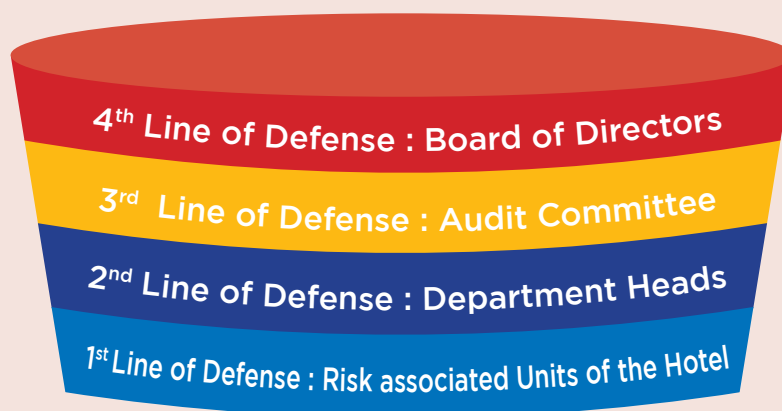 4th Line of Defense : Board of Directors
3rd Line of Defense : Audit Committee
2nd Line of Defense : Department Heads
1st Line of Defense : Risk associated Units of the Hotel